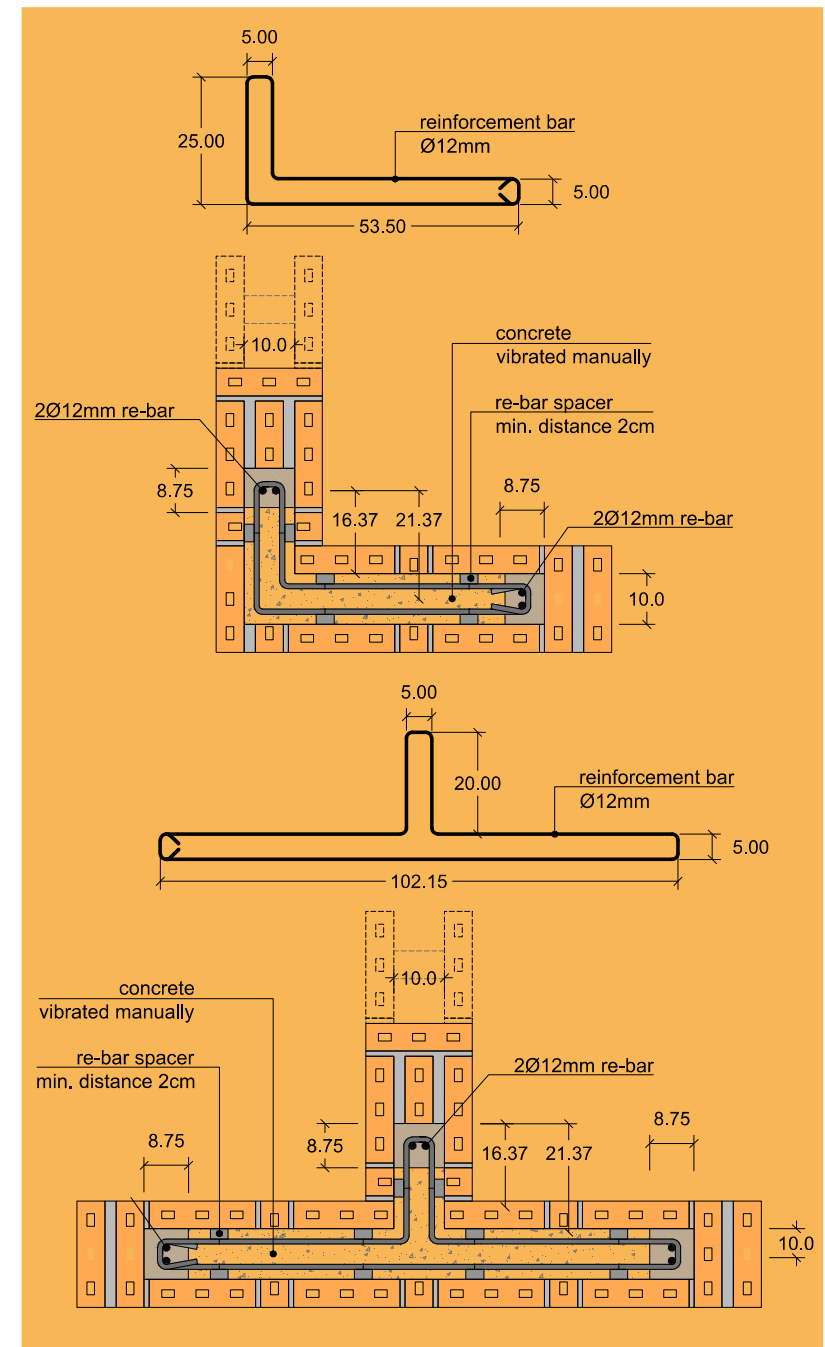 5.00
25.00
reinforcement bar
Ø12mm
5.00
53.50
concrete
vibrated manually
10.0
re-bar spacer
min. distance 2cm
2Ø12mm re-bar
8.75
8.75
16.37
21.37
2Ø12mm re-bar
10.0
5.00
20.00
reinforcement bar
Ø12mm
5.00
102.15
10.0
concrete
vibrated manually
re-bar spacer
min. distance 2cm
2Ø12mm re-bar
8.75
8.75
16.37
21.37
8.75
10.0